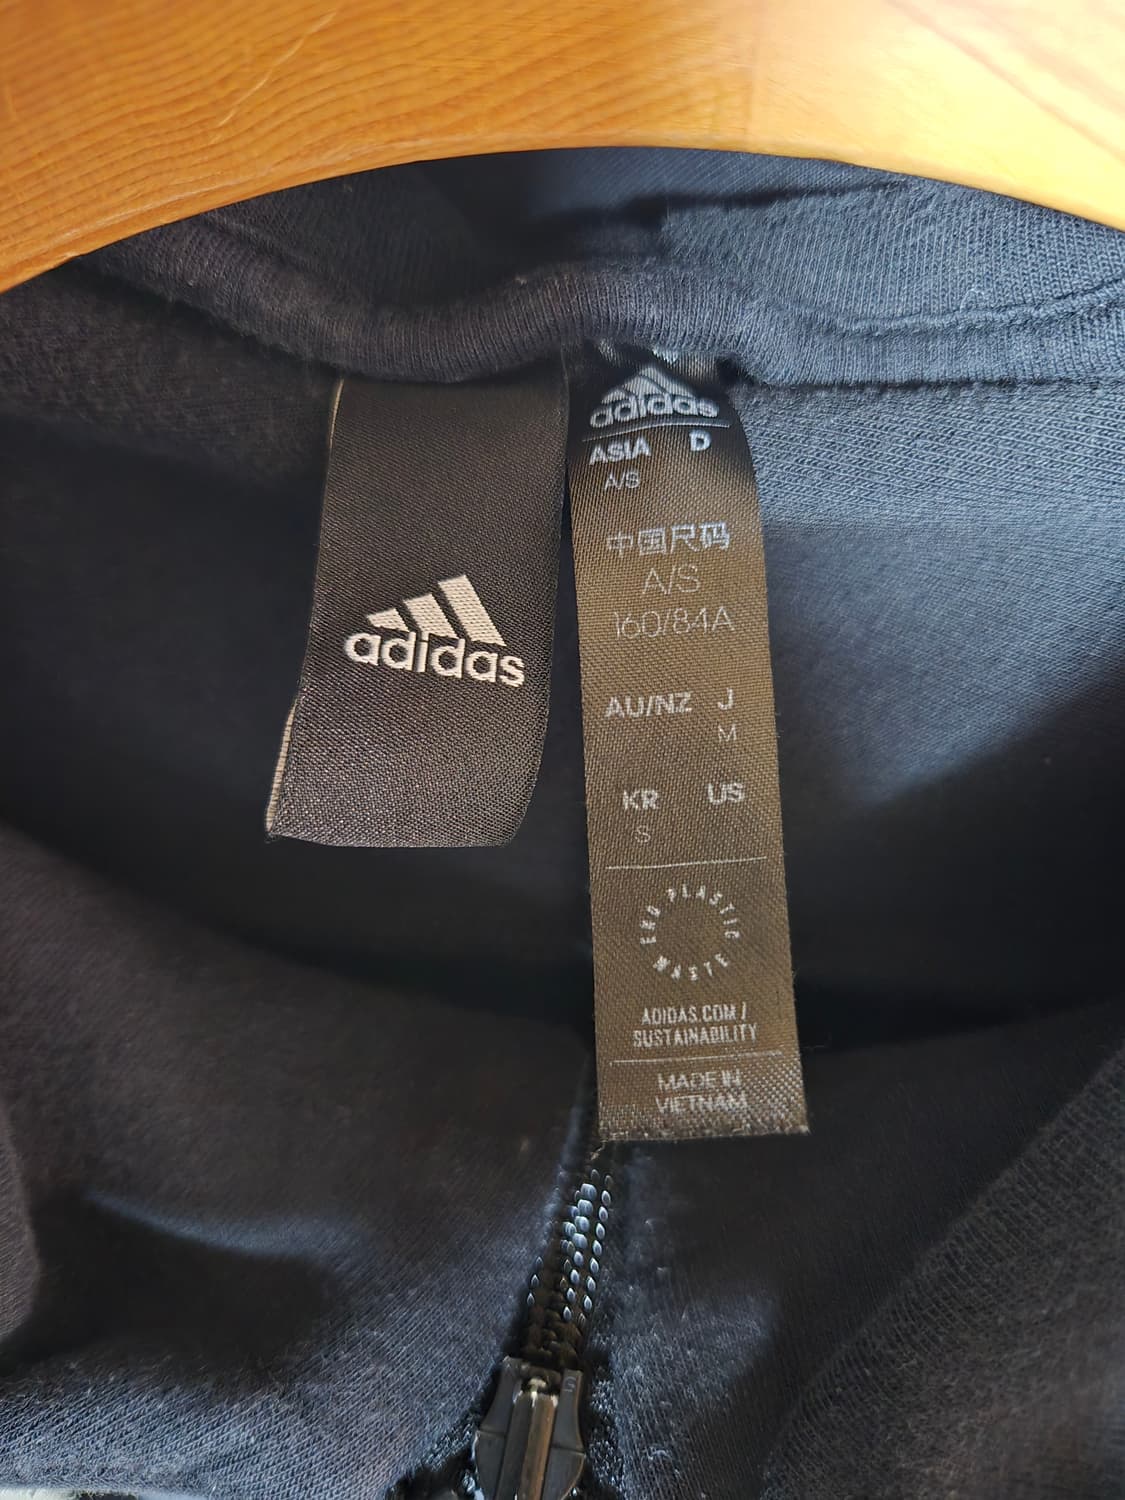 adidas
adidas
ASIA D
A/S
中国尺码
A/S
160/84A
AU/NZ J
M
KR US
S
END PLASTIC WASTE
ADIDAS.COM/
SUSTAINABILITY
MADE IN
VIETNAM